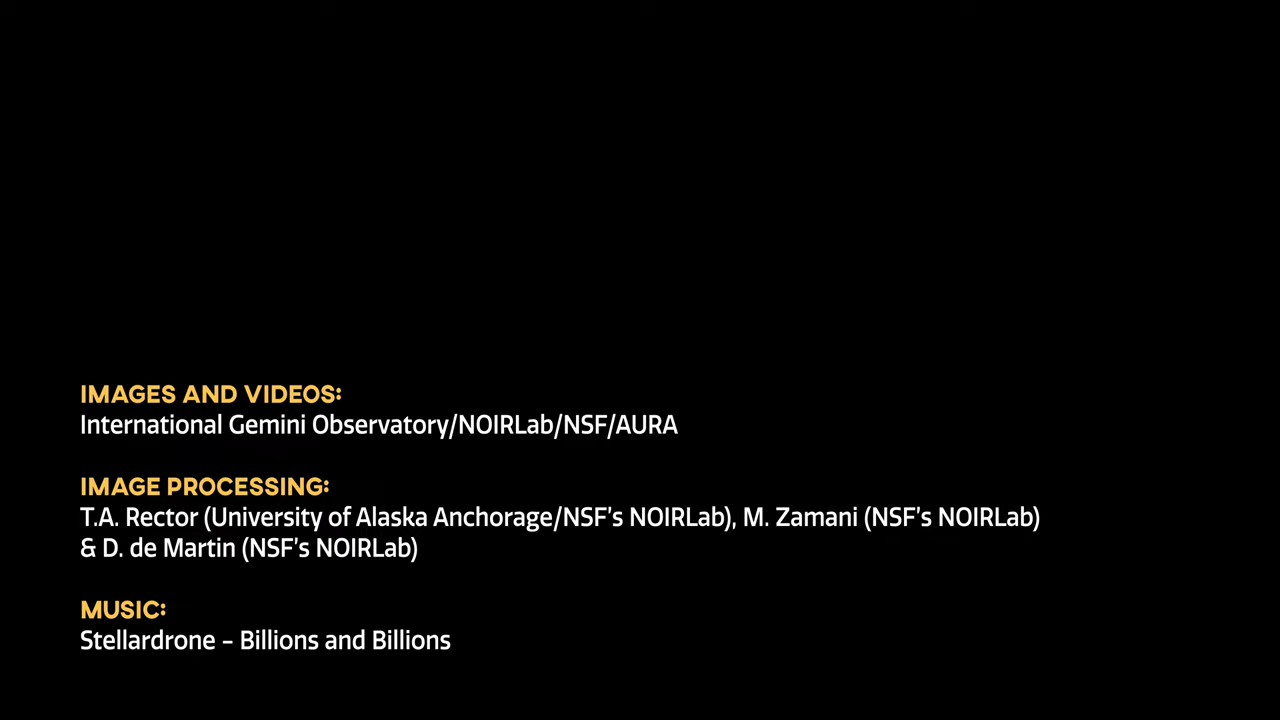 IMAGES AND VIDEOS:
International Gemini Observatory/NOIRLab/NSF/AURA
IMAGE PROCESSING:
T.A. Rector (University of Alaska Anchorage/NSF's NOIRLab), M. Zamani (NSF's NOIRLab)
& D. de Martin (NSF's NOIRLab)
MUSIC:
Stellardrone – Billions and Billions